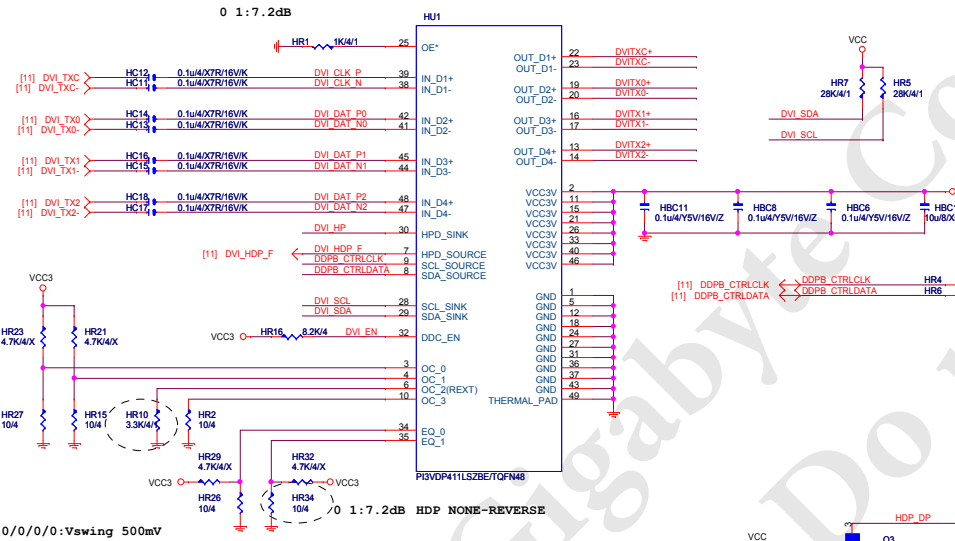 0 1:7.2dB
HU1
HR1 1K/4/1
25 OE*
[11] DVI_TXC HC12 0.1u/4/X7R/16V/K DVI_CLK_P 39 IN_D1+
[11] DVI_TXC- HC11 0.1u/4/X7R/16V/K DVI_CLK_N 38 IN_D1-
[11] DVI_TX0 HC14 0.1u/4/X7R/16V/K DVI_DAT_P0 42 IN_D2+
[11] DVI_TX0- HC13 0.1u/4/X7R/16V/K DVI_DAT_N0 41 IN_D2-
[11] DVI_TX1 HC16 0.1u/4/X7R/16V/K DVI_DAT_P1 45 IN_D3+
[11] DVI_TX1- HC15 0.1u/4/X7R/16V/K DVI_DAT_N1 44 IN_D3-
[11] DVI_TX2 HC18 0.1u/4/X7R/16V/K DVI_DAT_P2 48 IN_D4+
[11] DVI_TX2- HC17 0.1u/4/X7R/16V/K DVI_DAT_N2 47 IN_D4-
DVI_HP 30 HPD_SINK
[11] DVI_HDP_F DVI_HDP_F 7 HPD_SOURCE
DDPB_CTRLCLK 9 SCL_SOURCE
DDPB_CTRLDATA 8 SDA_SOURCE
DVI_SCL 28 SCL_SINK
DVI_SDA 29 SDA_SINK
VCC3 HR16 8.2K/4 DVI_EN 32 DDC_EN
3 OC_0
4 OC_1
6 OC_2(REXT)
10 OC_3
34 EQ_0
35 EQ_1
OUT_D1+ 22 DVITXC+
OUT_D1- 23 DVITXC-
OUT_D2+ 19 DVITX0+
OUT_D2- 20 DVITX0-
OUT_D3+ 16 DVITX1+
OUT_D3- 17 DVITX1-
OUT_D4+ 13 DVITX2+
OUT_D4- 14 DVITX2-
VCC3V 2
VCC3V 11
VCC3V 15
VCC3V 21
VCC3V 26
VCC3V 33
VCC3V 40
VCC3V 46
GND 1
GND 5
GND 12
GND 18
GND 24
GND 27
GND 31
GND 36
GND 37
GND 43
THERMAL_PAD 49
PI3VDP411LSZBE/TQFN48
VCC
HR7 28K/4/1
HR5 28K/4/1
DVI_SDA
DVI_SCL
HBC11 0.1u/4/Y5V/16V/Z
HBC8 0.1u/4/Y5V/16V/Z
HBC6 0.1u/4/Y5V/16V/Z
[11] DDPB_CTRLCLK DDPB_CTRLCLK HR4
[11] DDPB_CTRLDATA DDPB_CTRLDATA HR6
VCC3
HR23 4.7K/4/X
HR21 4.7K/4/X
HR27 10/4
HR15 10/4
HR10 3.3K/4/1
HR2 10/4
HR29 4.7K/4/X
VCC3
HR26 10/4
HR32 4.7K/4/X
VCC3
HR34 10/4
0 1:7.2dB HDP NONE-REVERSE
0/0/0/0:Vswing 500mV
VCC
3
HDP_DP
Gigabyte Co
Do